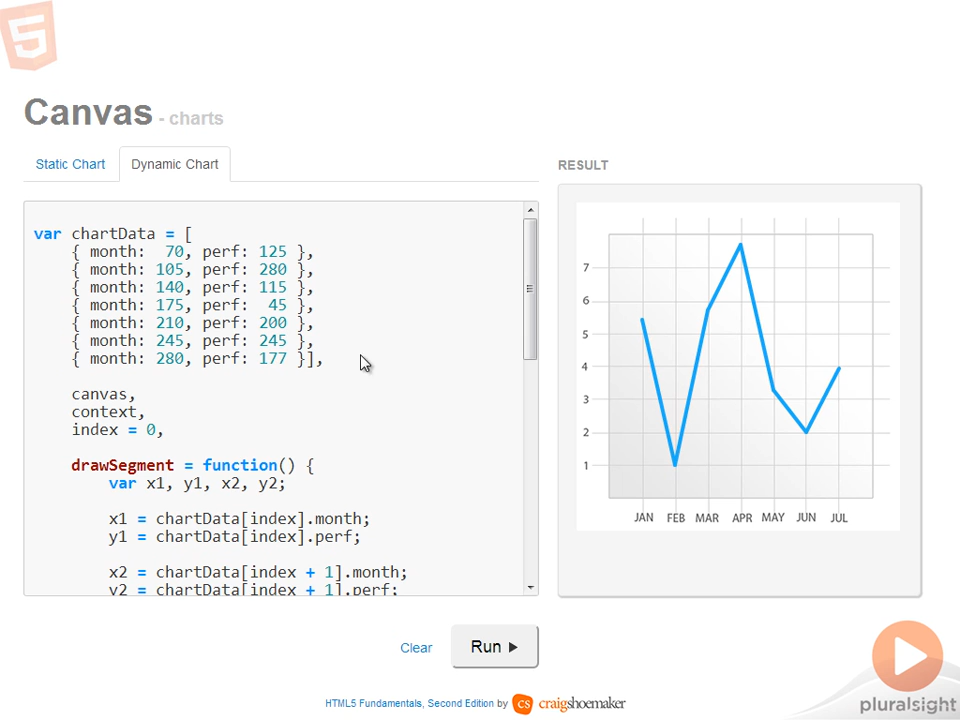 5
Canvas - charts
Static Chart
Dynamic Chart
RESULT
var chartData = [
{ month:  70, perf: 125 },
{ month: 105, perf: 280 },
{ month: 140, perf: 115 },
{ month: 175, perf:  45 },
{ month: 210, perf: 200 },
{ month: 245, perf: 245 },
{ month: 280, perf: 177 }],
canvas,
context,
index = 0,
drawSegment = function() {
var x1, y1, x2, y2;
x1 = chartData[index].month;
y1 = chartData[index].perf;
x2 = chartData[index + 1].month;
y2 = chartData[index + 1].perf;
7
6
5
4
3
2
1
JAN FEB MAR APR MAY JUN JUL
Clear
Run
HTML5 Fundamentals, Second Edition by CS craigshoemaker
pluralsight